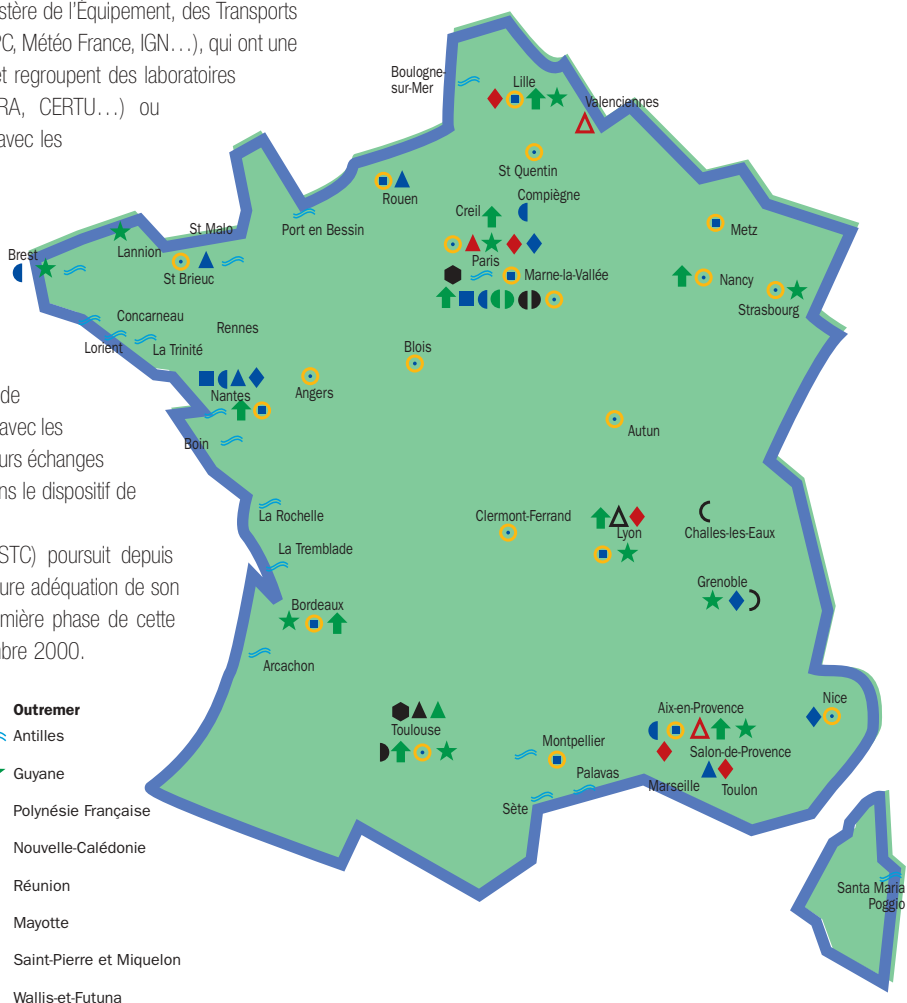 stère de l'Équipement, des Transports
PC, Météo France, IGN…), qui ont une
et regroupent des laboratoires
RA, CERTU…) ou
avec les
de
avec les
urs échanges
ns le dispositif de
STC) poursuit depuis
ure adéquation de son
mière phase de cette
bre 2000.
Boulogne-
sur-Mer
Lille
Valenciennes
St Quentin
Rouen
Compiègne
Creil
Port en Bessin
St Malo
Metz
Lannion
Brest
Paris
St Brieuc
Marne-la-Vallée
Nancy
Strasbourg
Concarneau
Rennes
Lorient
La Trinité
Blois
Angers
Nantes
Autun
Boin
La Rochelle
Clermont-Ferrand
Lyon
Challes-les-Eaux
La Tremblade
Grenoble
Bordeaux
Arcachon
Nice
Aix-en-Provence
Toulouse
Montpellier
Salon-de-Provence
Palavas
Marseille
Toulon
Sète
Santa Maria
Poggio
Outremer
Antilles
Guyane
Polynésie Française
Nouvelle-Calédonie
Réunion
Mayotte
Saint-Pierre et Miquelon
Wallis-et-Futuna